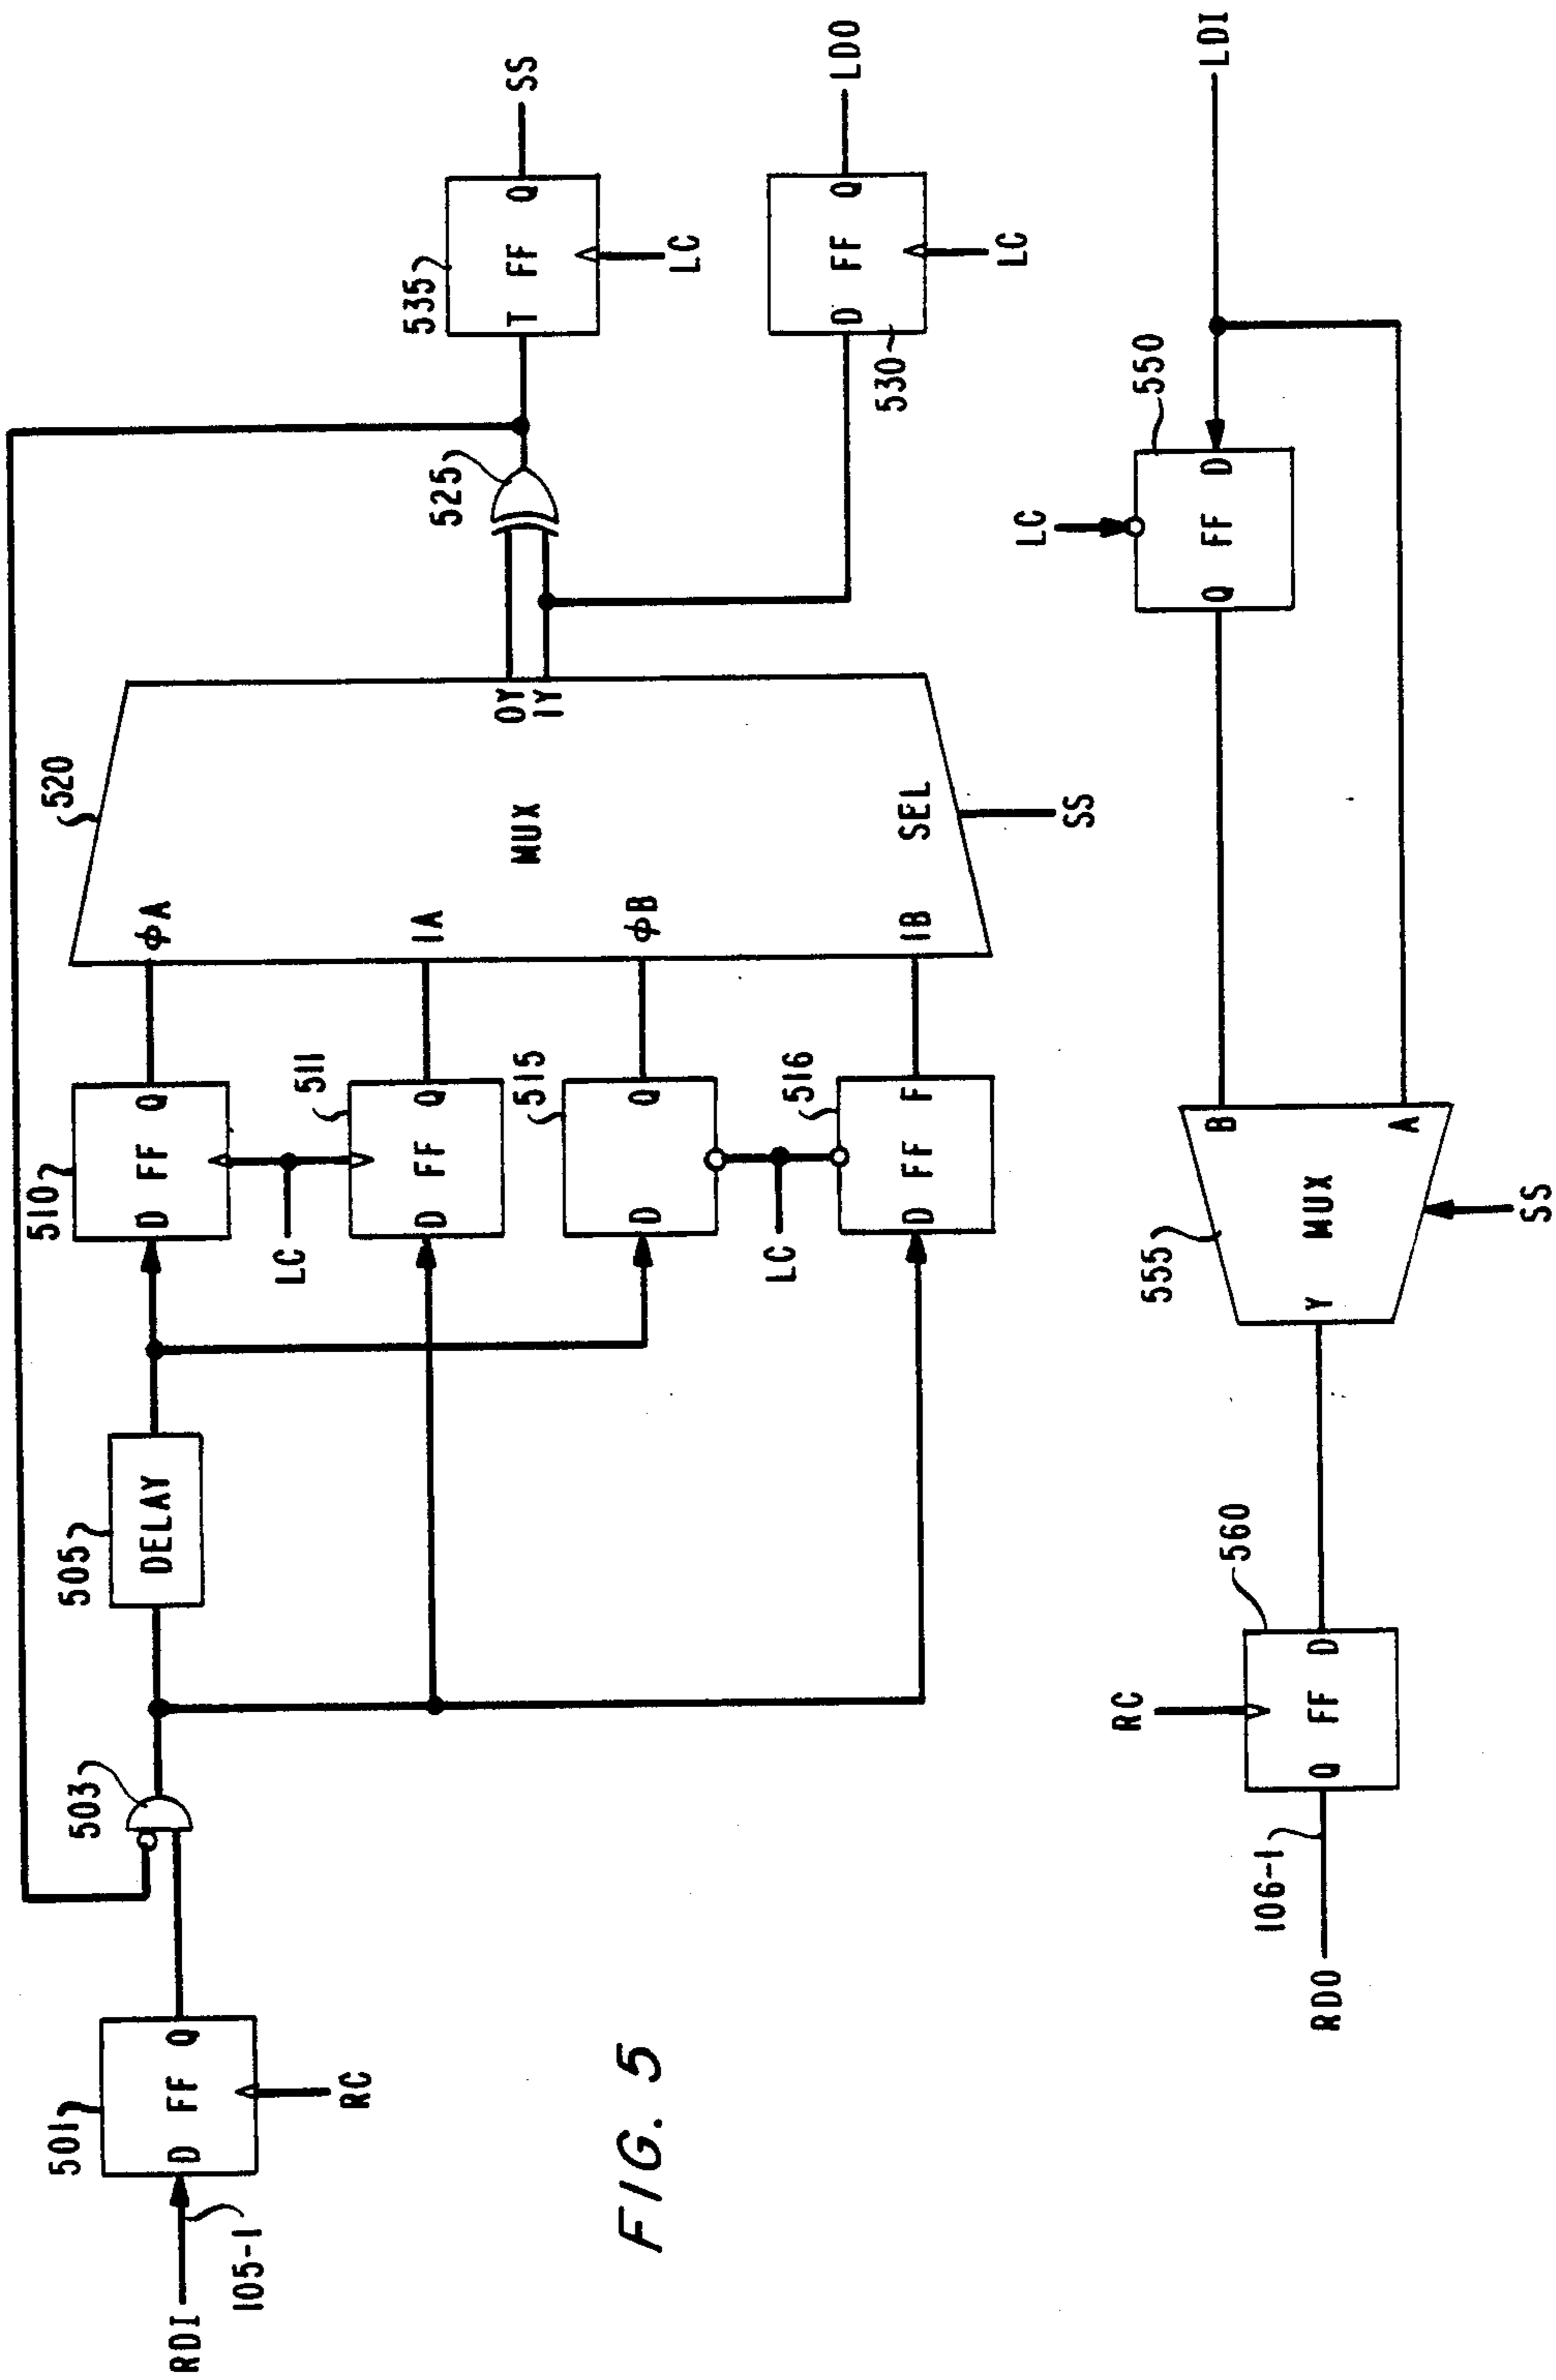 RDI
105-1
501
D FF Q
RC
503
505
DELAY
510
D FF Q
LC
511
D FF Q
515
D Q
LC
516
D FF F
520
ΦA
1A
ΦB
1B
MUX
SEL
SS
0Y
1Y
525
535
T FF Q
LC
SS
530
D FF Q
LC
LDO
FIG. 5
RDO
106-1
560
Q FF D
RC
555
Y MUX
B
A
SS
550
Q FF D
LC
LDI